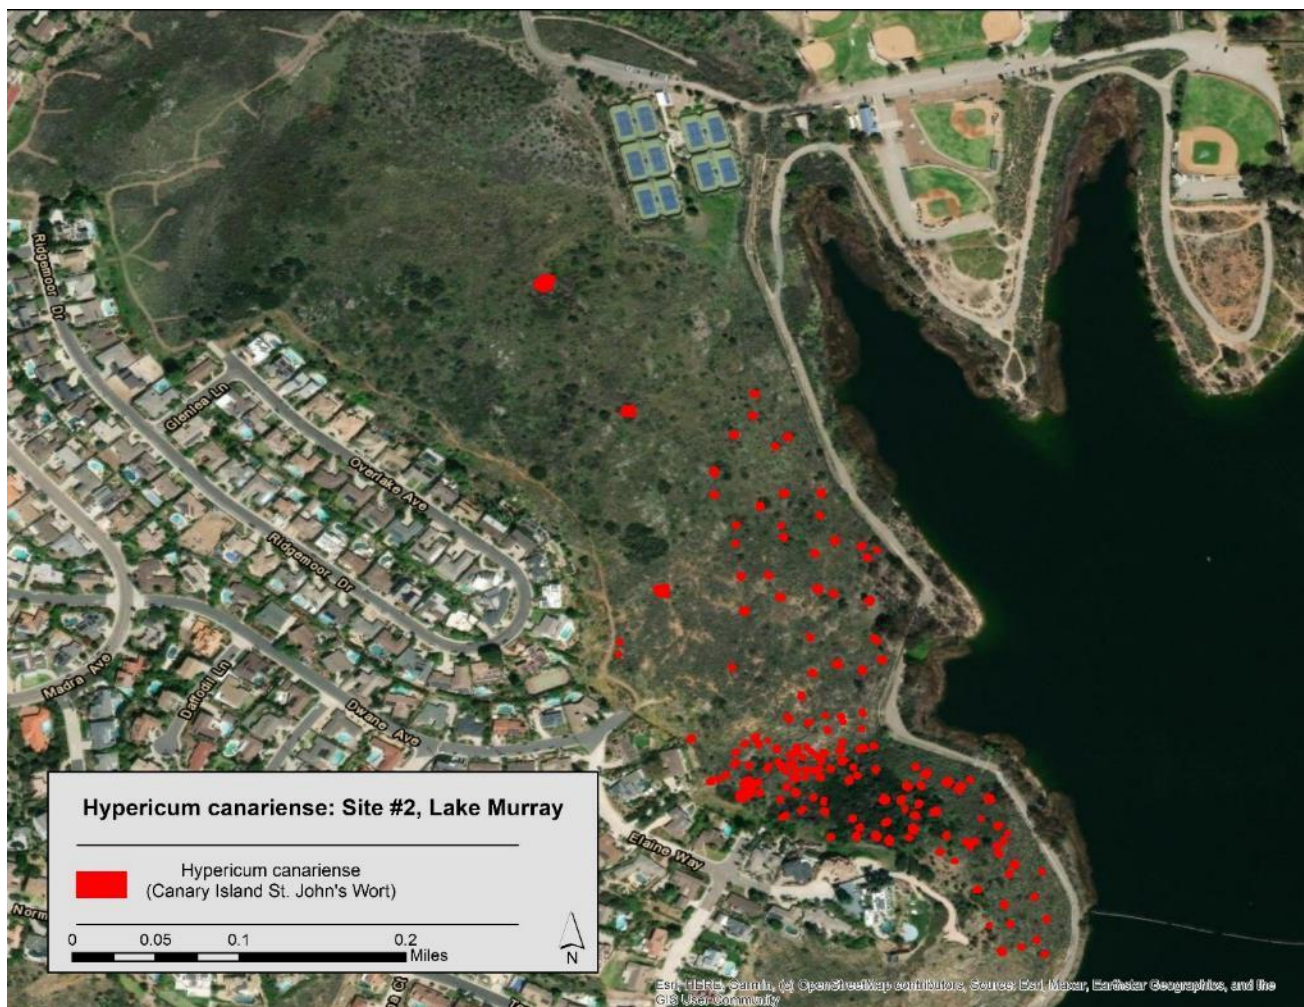 Ridgemoor Dr
Glenlea Ln
Overlake Ave
Ridgemoor Dr
Madra Ave
Daffodil Ln
Dwane Ave
Elaine Way
Hypericum canariense: Site #2, Lake Murray
Hypericum canariense
(Canary Island St. John's Wort)
Norm
0 0.05 0.1 0.2
Miles
N
Ct
Esri, HERE, Garmin, (c) OpenStreetMap contributors, Source: Esri, Maxar, Earthstar Geographics, and the
GIS User Community